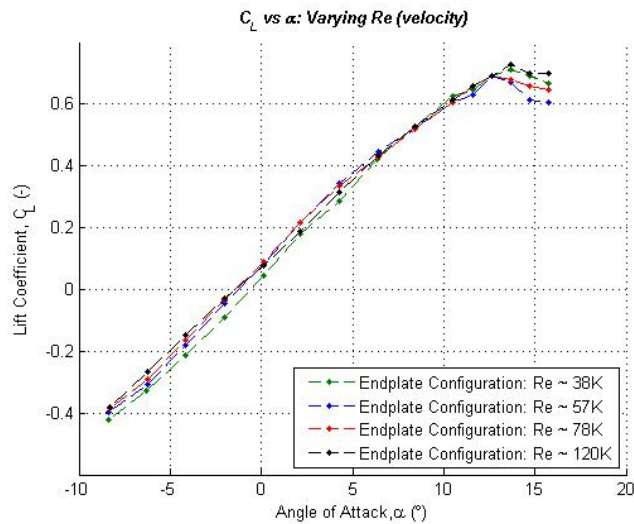 C_L vs α: Varying Re (velocity)
Lift Coefficient, C_L (-)
0.6
0.4
0.2
0
-0.2
-0.4
Endplate Configuration: Re ~ 38K
Endplate Configuration: Re ~ 57K
Endplate Configuration: Re ~ 78K
Endplate Configuration: Re ~ 120K
-10 -5 0 5 10 15 20
Angle of Attack,α (°)